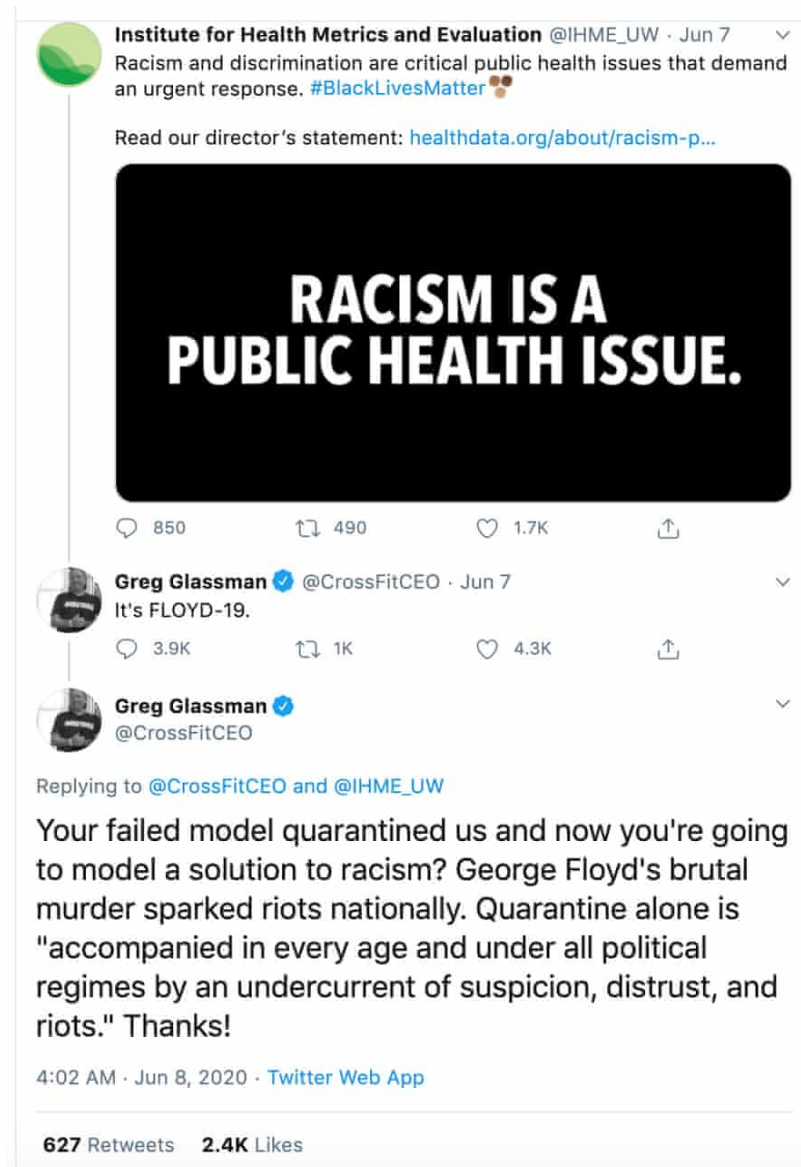 Institute for Health Metrics and Evaluation @IHME_UW · Jun 7
Racism and discrimination are critical public health issues that demand
an urgent response. #BlackLivesMatter
Read our director's statement: healthdata.org/about/racism-p...
RACISM IS A
PUBLIC HEALTH ISSUE.
850 490 1.7K
Greg Glassman @CrossFitCEO · Jun 7
It's FLOYD-19.
3.9K 1K 4.3K
Greg Glassman
@CrossFitCEO
Replying to @CrossFitCEO and @IHME_UW
Your failed model quarantined us and now you're going
to model a solution to racism? George Floyd's brutal
murder sparked riots nationally. Quarantine alone is
"accompanied in every age and under all political
regimes by an undercurrent of suspicion, distrust, and
riots." Thanks!
4:02 AM · Jun 8, 2020 · Twitter Web App
627 Retweets 2.4K Likes